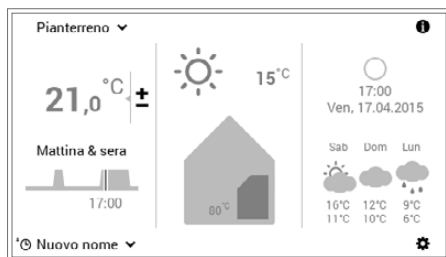 Pianterreno
21,0 °C ±
Mattina & sera
17:00
Nuovo nome
15°C
80°C
17:00
Ven, 17.04.2015
Sab Dom Lun
16°C 12°C 9°C
11°C 10°C 6°C